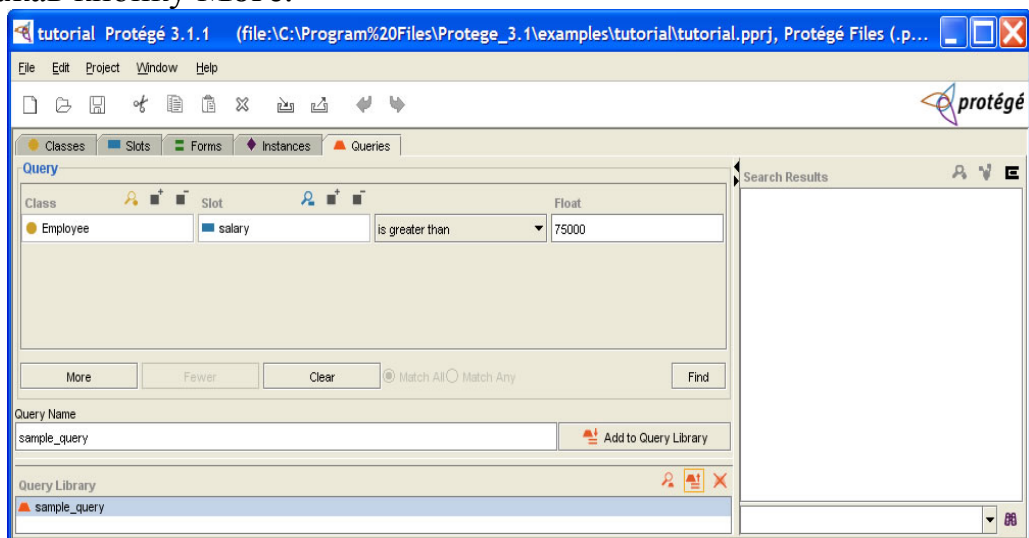 кнопку More.
tutorial Protégé 3.1.1 (file:\C:\Program%20Files\Protege_3.1\examples\tutorial\tutorial.pprj, Protégé Files (.p...
File Edit Project Window Help
protégé
Classes Slots Forms Instances Queries
Query
Search Results
Class Slot Float
Employee salary is greater than 75000
More Fewer Clear Match All Match Any Find
Query Name
sample_query Add to Query Library
Query Library
sample_query